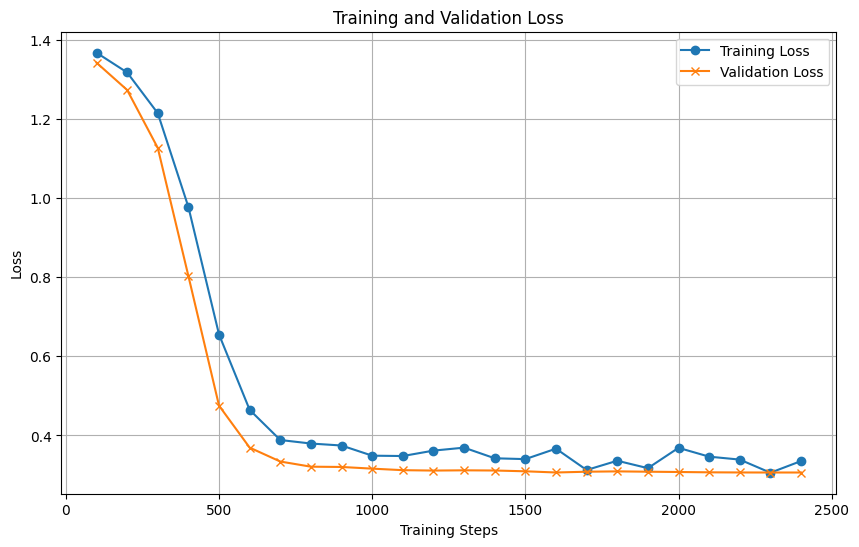 Training and Validation Loss
1.4
1.2
1.0
0.8
0.6
0.4
Loss
Training Loss
Validation Loss
0
500
1000
1500
2000
2500
Training Steps